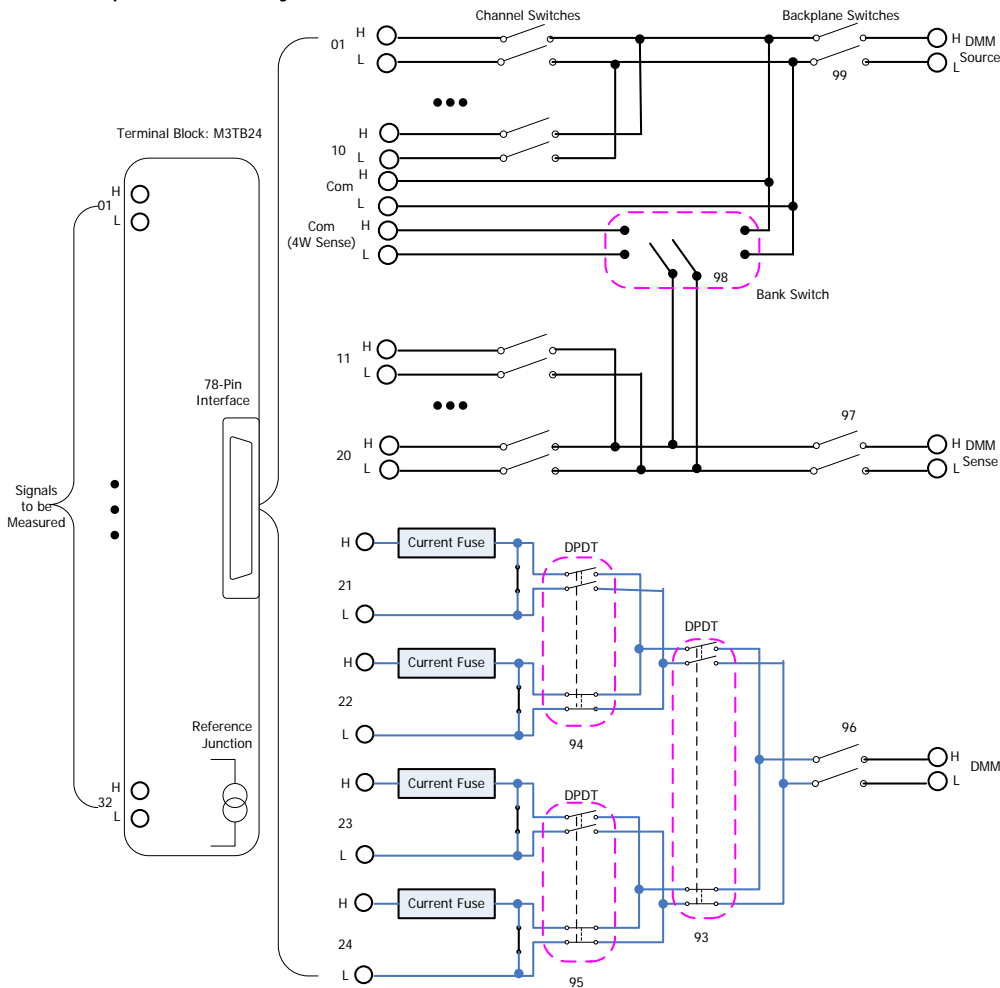 Channel Switches
Backplane Switches
01
H
L
H DMM
Source
L
99
H
10
L
H
Com
L
Com
(4W Sense)
H
L
98
Bank Switch
Terminal Block: M3TB24
H
01
L
78-Pin
Interface
Signals
to be
Measured
Reference
Junction
H
32
L
11
H
L
97
20
H
L
H DMM
L Sense
H
Current Fuse
21
L
DPDT
H
Current Fuse
22
L
94
DPDT
96
H
L
DMM
H
Current Fuse
23
L
DPDT
H
Current Fuse
24
L
95
93